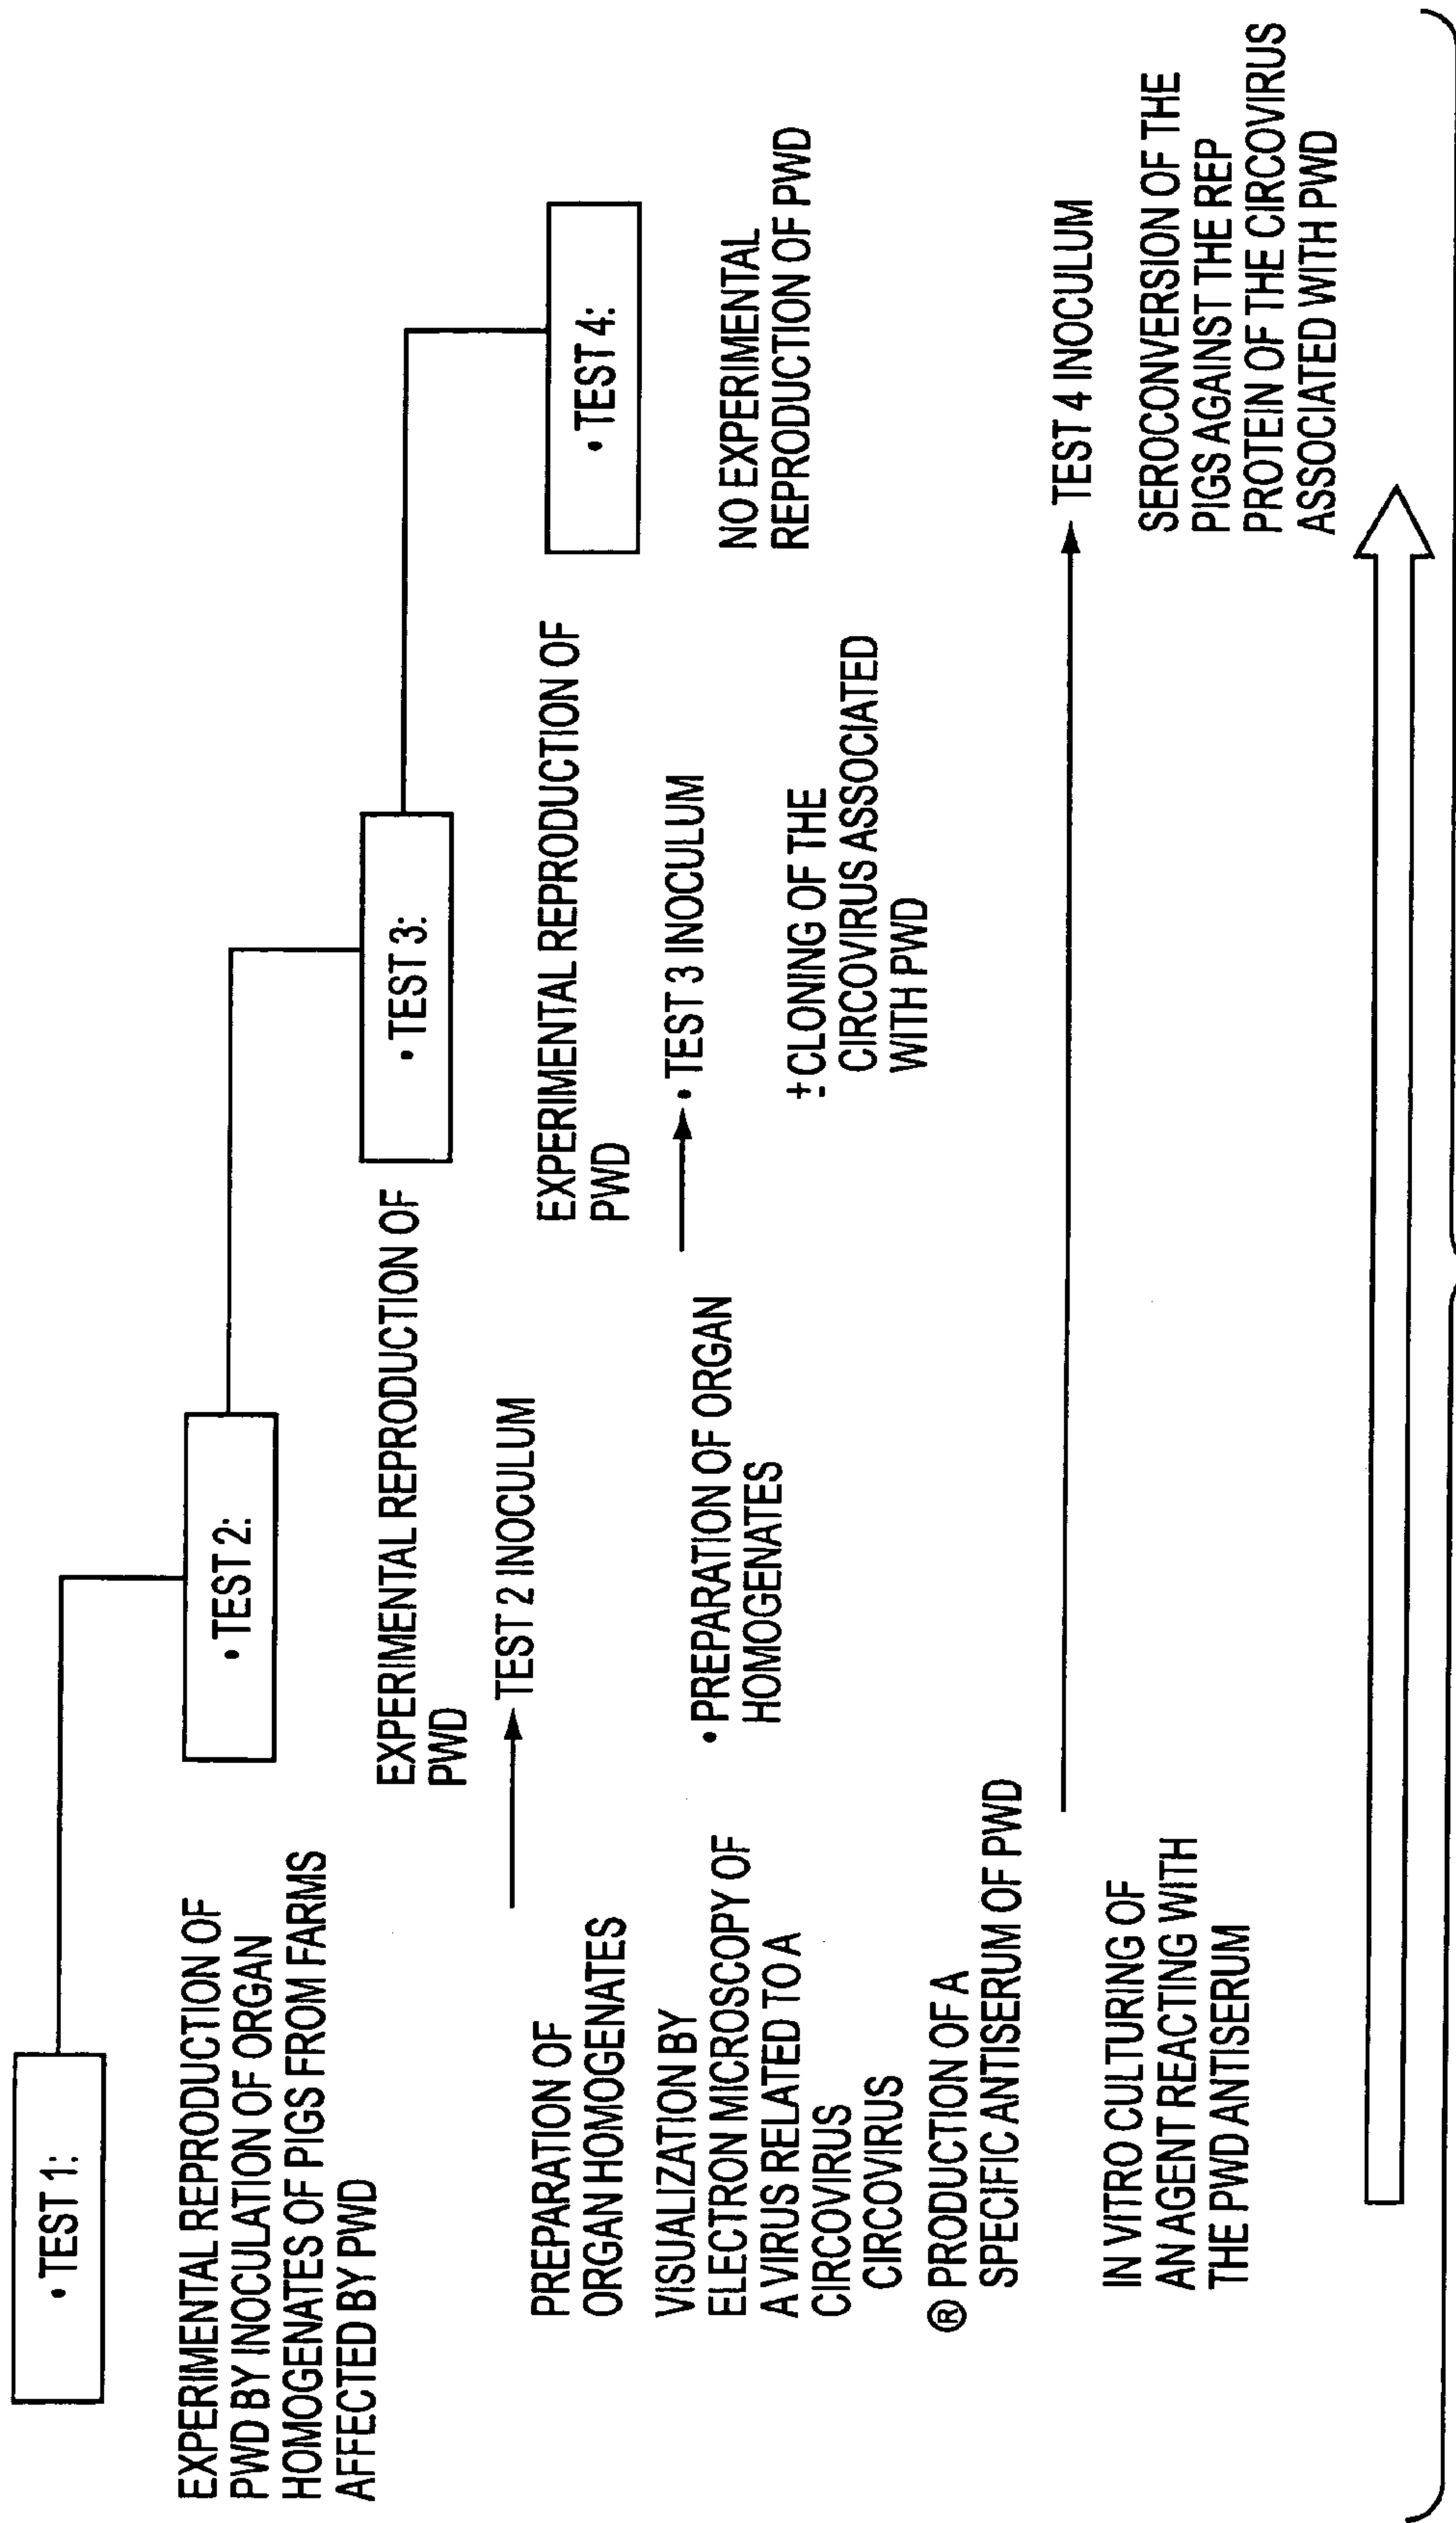 • TEST 1:
EXPERIMENTAL REPRODUCTION OF
PWD BY INOCULATION OF ORGAN
HOMOGENATES OF PIGS FROM FARMS
AFFECTED BY PWD
PREPARATION OF
ORGAN HOMOGENATES
VISUALIZATION BY
ELECTRON MICROSCOPY OF
A VIRUS RELATED TO A
CIRCOVIRUS
CIRCOVIRUS
® PRODUCTION OF A
SPECIFIC ANTISERUM OF PWD
IN VITRO CULTURING OF
AN AGENT REACTING WITH
THE PWD ANTISERUM
• TEST 2:
EXPERIMENTAL REPRODUCTION OF
PWD
TEST 2 INOCULUM
• PREPARATION OF ORGAN
HOMOGENATES
• TEST 3:
EXPERIMENTAL REPRODUCTION OF
PWD
• TEST 3 INOCULUM
± CLONING OF THE
CIRCOVIRUS ASSOCIATED
WITH PWD
• TEST 4:
NO EXPERIMENTAL
REPRODUCTION OF PWD
TEST 4 INOCULUM
SEROCONVERSION OF THE
PIGS AGAINST THE REP
PROTEIN OF THE CIRCOVIRUS
ASSOCIATED WITH PWD